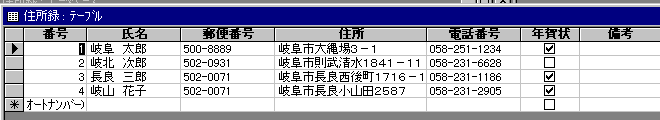 住所録 : テーブル
番号 氏名 郵便番号 住所 電話番号 年賀状 備考
1 岐阜 太郎 500-8889 岐阜市大縄場3-1 058-251-1234
2 岐北 次郎 502-0931 岐阜市則武清水1841-11 058-231-6628
3 長良 三郎 502-0071 岐阜市長良西後町1716-1 058-231-1186
4 岐山 花子 502-0071 岐阜市長良小山田2587 058-231-2905
オートナンバー)